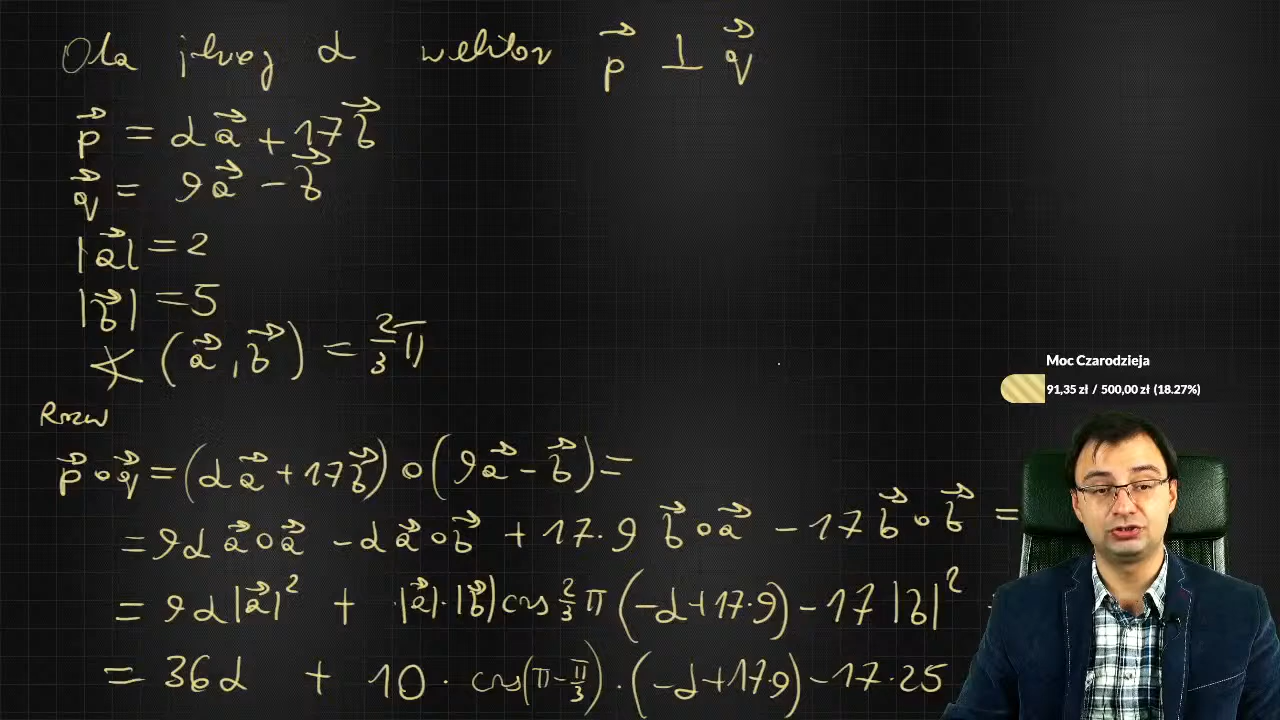 Dla jakiego α wektor p⃗ ⊥ q⃗
p⃗ = αa⃗ + 17b⃗
q⃗ = 9a⃗ − b⃗
|a⃗| = 2
|b⃗| = 5
∢ (a⃗, b⃗) = 2/3 π
Rozw
p⃗ ∘ q⃗ = (αa⃗ + 17b⃗) ∘ (9a⃗ − b⃗) =
= 9α a⃗ ∘ a⃗ − α a⃗ ∘ b⃗ + 17·9 b⃗ ∘ a⃗ − 17 b⃗ ∘ b⃗ =
= 9α |a⃗|² + |a⃗|·|b⃗| cos 2/3 π (−α + 17·9) − 17 |b|²
= 36α + 10 · cos(π − π/3) · (−α + 17·9) − 17·25
Moc Czarodzieja
91,35 zł / 500,00 zł (18.27%)